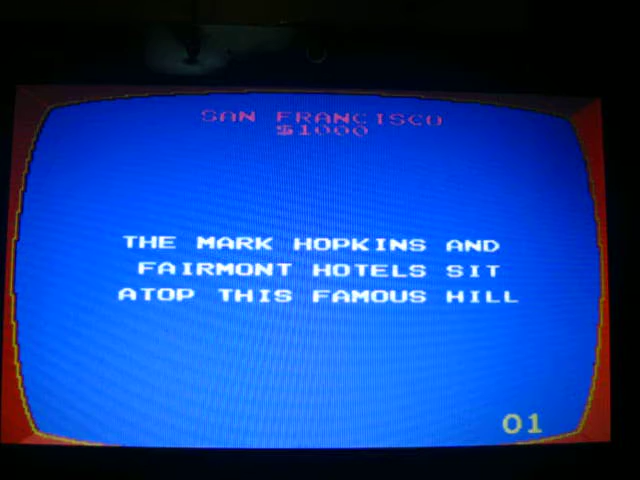 SAN FRANCISCO
$1000
THE MARK HOPKINS AND
FAIRMONT HOTELS SIT
ATOP THIS FAMOUS HILL
01